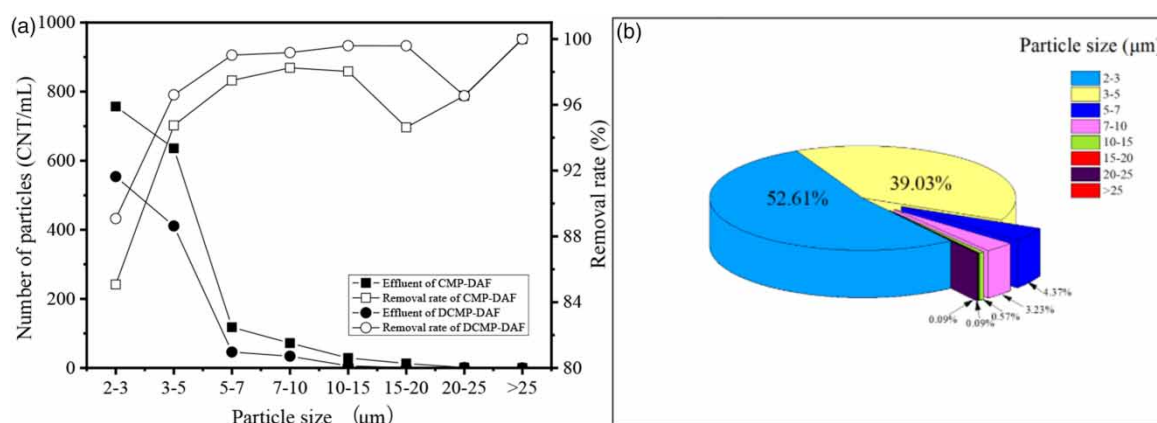 (a)
1000
800
600
400
200
0
Number of particles (CNT/mL)
100
96
92
88
84
80
Removal rate (%)
Effluent of CMP-DAF
Removal rate of CMP-DAF
Effluent of DCMP-DAF
Removal rate of DCMP-DAF
2-3 3-5 5-7 7-10 10-15 15-20 20-25 >25
Particle size (μm)
(b)
Particle size (μm)
2-3
3-5
5-7
7-10
10-15
15-20
20-25
>25
52.61%
39.03%
4.37%
3.23%
0.57%
0.09%
0.09%